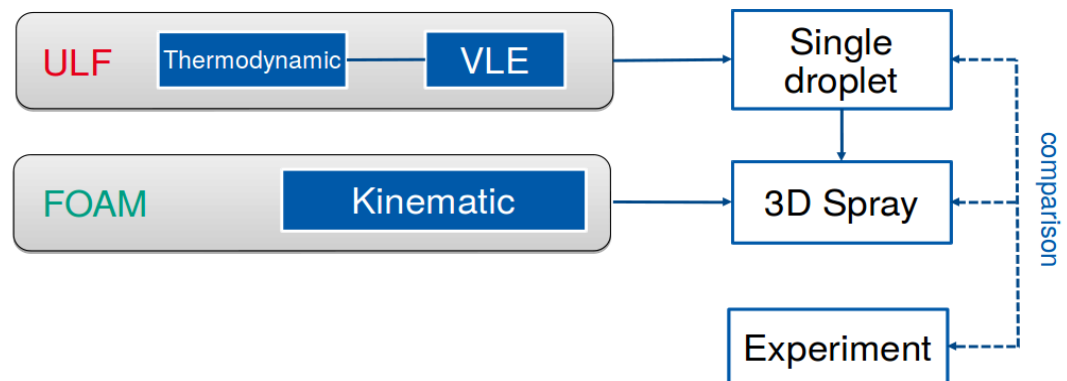 ULF
Thermodynamic
VLE
Single
droplet
FOAM
Kinematic
3D Spray
comparison
Experiment